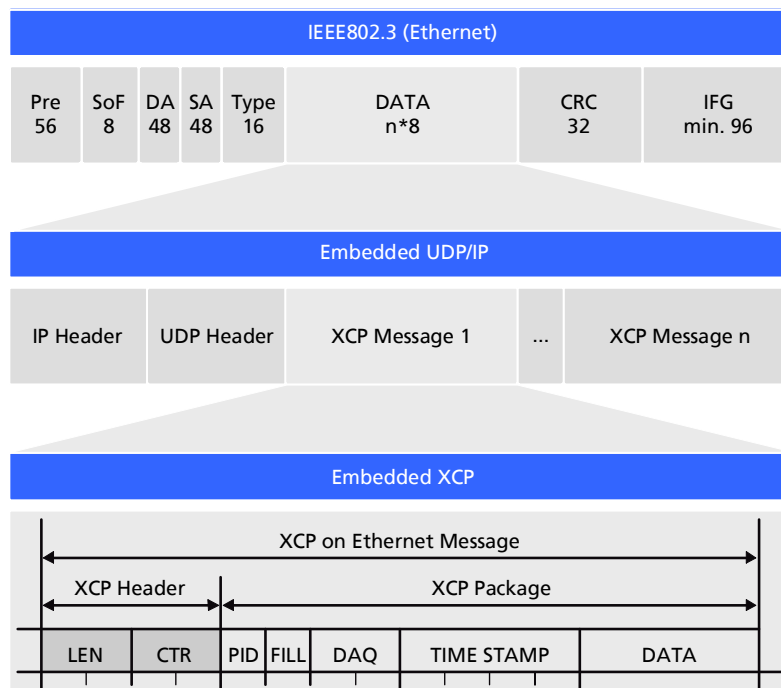 IEEE802.3 (Ethernet)
Pre SoF DA SA Type DATA CRC IFG
56 8 48 48 16 n*8 32 min. 96
Embedded UDP/IP
IP Header UDP Header XCP Message 1 ... XCP Message n
Embedded XCP
XCP on Ethernet Message
XCP Header XCP Package
LEN CTR PID FILL DAQ TIME STAMP DATA